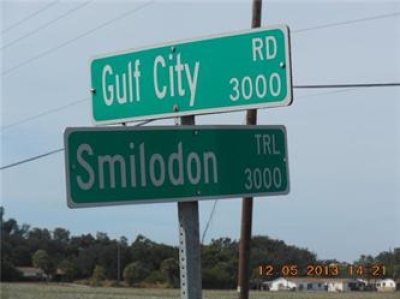 Gulf City RD
3000
Smilodon TRL
3000
12.05.2013 14:21